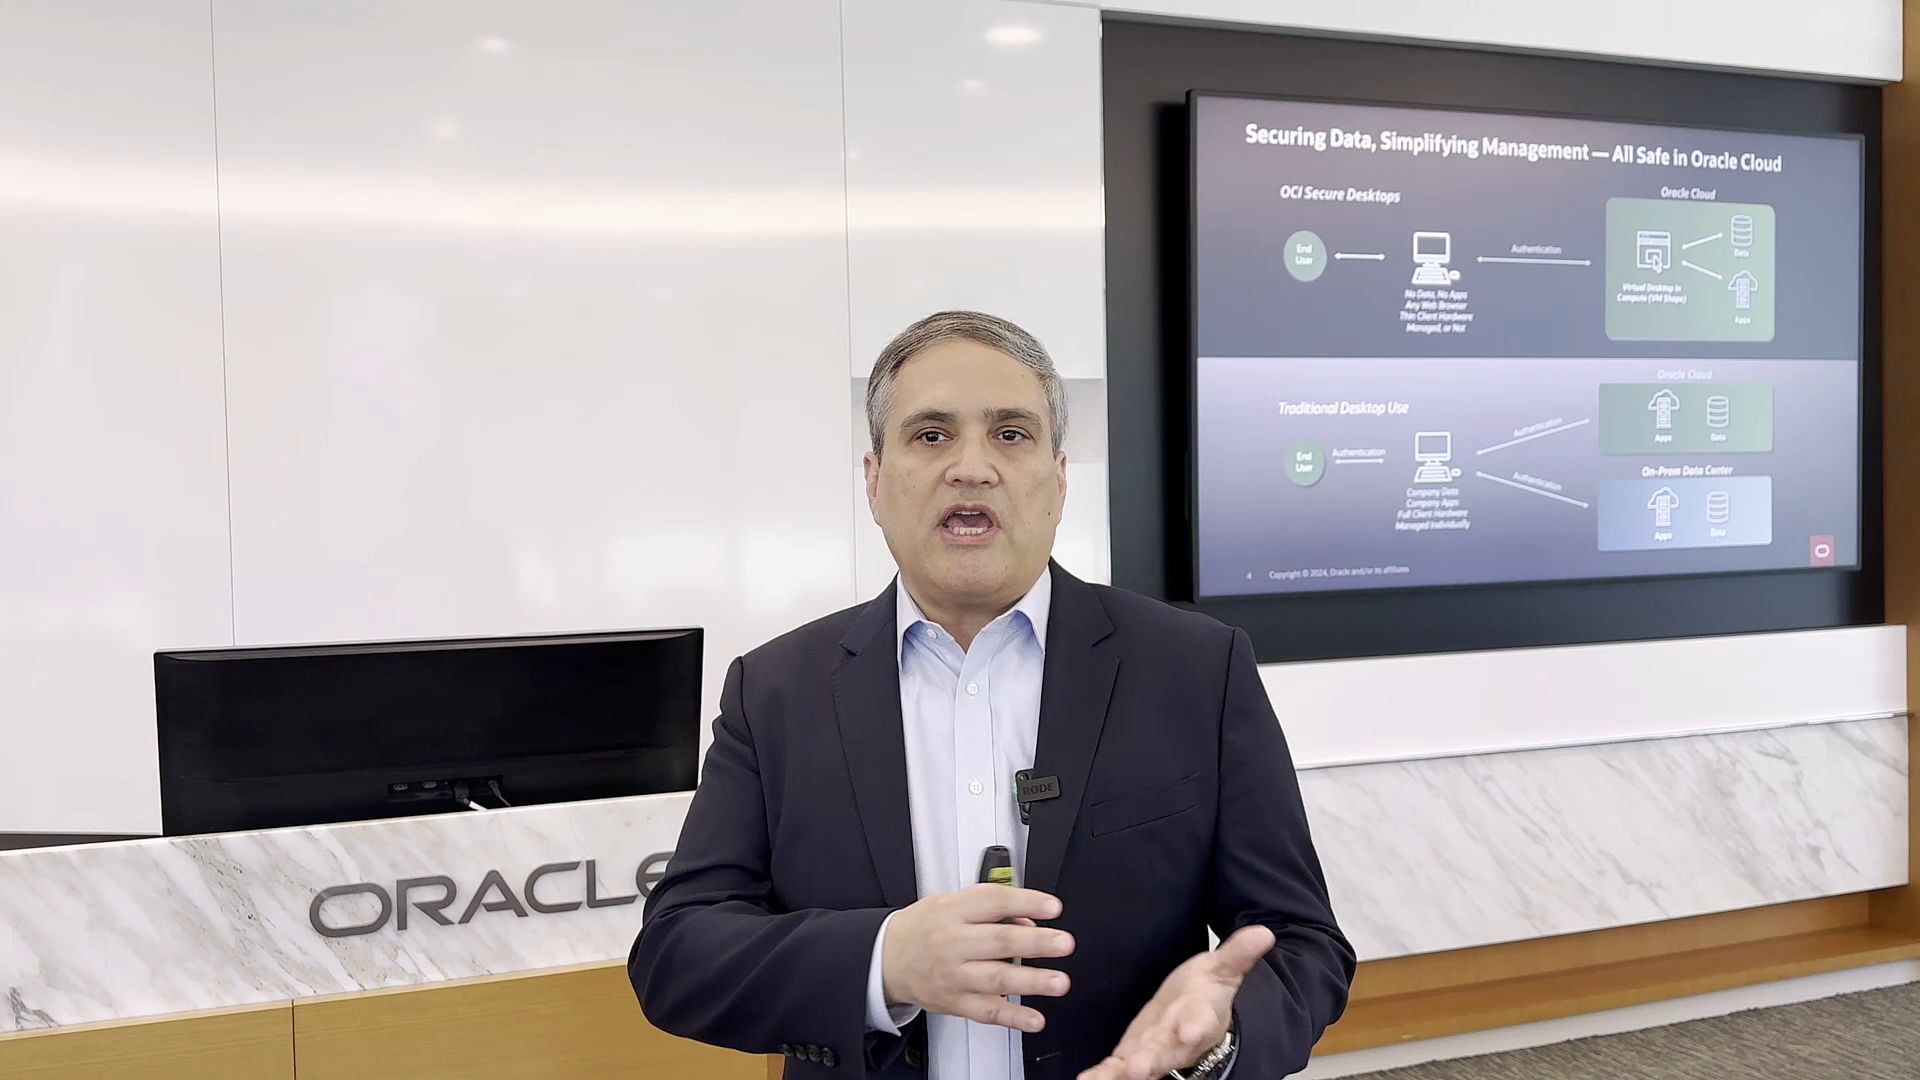 Securing Data, Simplifying Management — All Safe in Oracle Cloud
OCI Secure Desktops
Oracle Cloud
End
User
Authentication
No Data, No Apps
Any Web Browser
Thin Client Hardware
Managed, or Not
Virtual Desktop in
Compute (VM Shape)
Data
Apps
Traditional Desktop Use
Oracle Cloud
End
User
Authentication
Authentication
Authentication
Company Data
Company Apps
Full Client Hardware
Managed Individually
Apps
Data
On-Prem Data Center
Apps
Data
4 Copyright © 2024, Oracle and/or its affiliates
RØDE
ORACLE